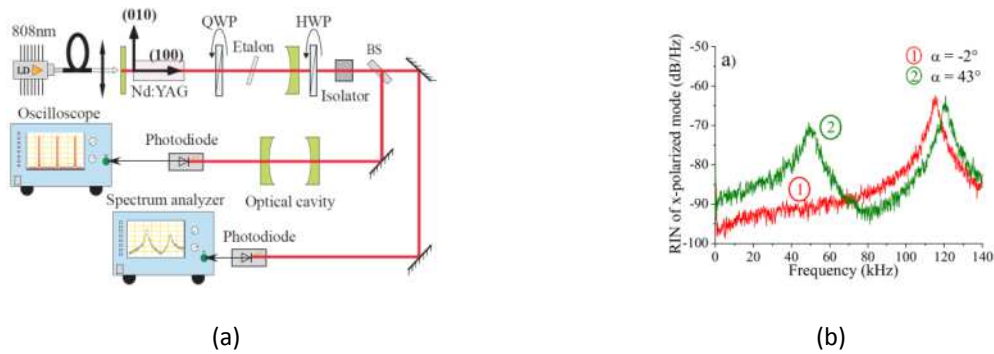 808nm
(010)
QWP
HWP
Etalon
BS
(100)
LD
Nd:YAG
Isolator
Oscilloscope
Photodiode
Optical cavity
Spectrum analyzer
Photodiode
(a)
a)
1 α = -2°
2 α = 43°
RIN of x-polarized mode (dB/Hz)
-50
-60
-70
-80
-90
-100
2
1
0 20 40 60 80 100 120 140
Frequency (kHz)
(b)